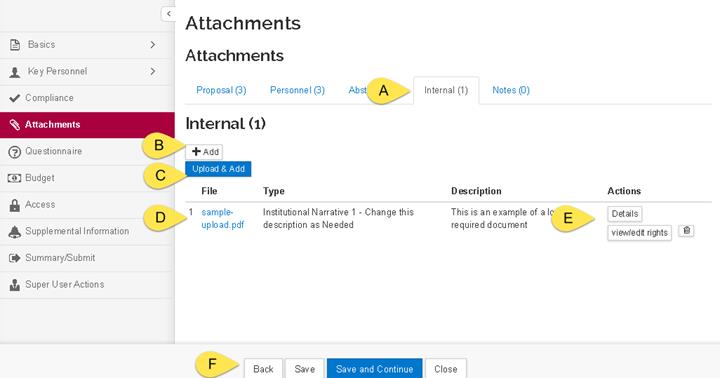 Attachments
Attachments
Basics
Key Personnel
Compliance
Attachments
Questionnaire
Budget
Access
Supplemental Information
Summary/Submit
Super User Actions
Proposal (3) Personnel (3) A Internal (1) Notes (0)
Internal (1)
B + Add
C Upload & Add
File Type Description Actions
D 1 sample- Institutional Narrative 1 - Change this This is an example of a E Details
upload.pdf description as Needed required document view/edit rights
F Back Save Save and Continue Close